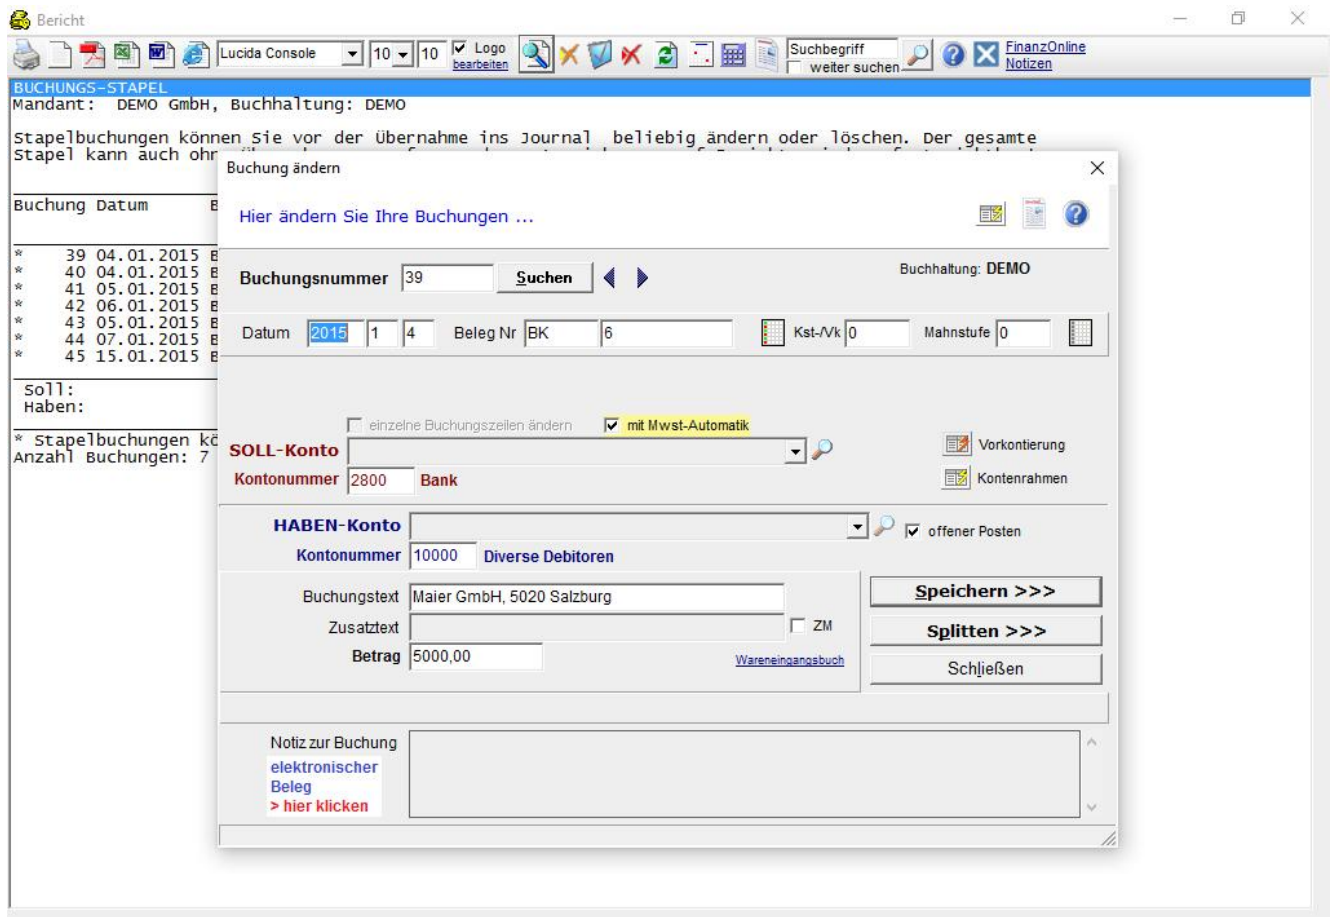 Bericht
Lucida Console 10 10 Logo bearbeiten Suchbegriff weiter suchen FinanzOnline Notizen
BUCHUNGS-STAPEL
Mandant: DEMO GmbH, Buchhaltung: DEMO
Stapelbuchungen können Sie vor der Übernahme ins Journal beliebig ändern oder löschen. Der gesamte
Stapel kann auch ohn
Buchung ändern
Buchung Datum B
Hier ändern Sie Ihre Buchungen ...
* 39 04.01.2015 B
* 40 04.01.2015 B
* 41 05.01.2015 B
* 42 06.01.2015 B
* 43 05.01.2015 B
* 44 07.01.2015 B
* 45 15.01.2015 B
Soll:
Haben:
* Stapelbuchungen kö
Anzahl Buchungen: 7
Buchungsnummer 39 Suchen Buchhaltung: DEMO
Datum 2015 1 4 Beleg Nr BK 6 Kst-/Vk 0 Mahnstufe 0
einzelne Buchungszeilen ändern mit Mwst-Automatik
SOLL-Konto Vorkontierung
Kontonummer 2800 Bank Kontenrahmen
HABEN-Konto offener Posten
Kontonummer 10000 Diverse Debitoren
Buchungstext Maier GmbH, 5020 Salzburg Speichern >>>
Zusatztext ZM Splitten >>>
Betrag 5000,00 Wareneingangsbuch Schließen
Notiz zur Buchung
elektronischer
Beleg
> hier klicken